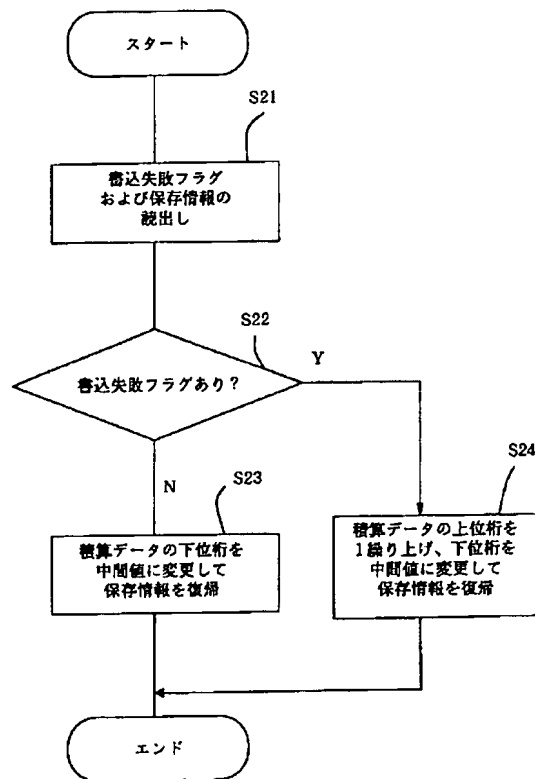 スタート
S21
書込失敗フラグ
および保存情報の
読出し
S22
書込失敗フラグあり?
Y
N
S23
積算データの下位桁を
中間値に変更して
保存情報を復帰
S24
積算データの上位桁を
1繰り上げ、下位桁を
中間値に変更して
保存情報を復帰
エンド